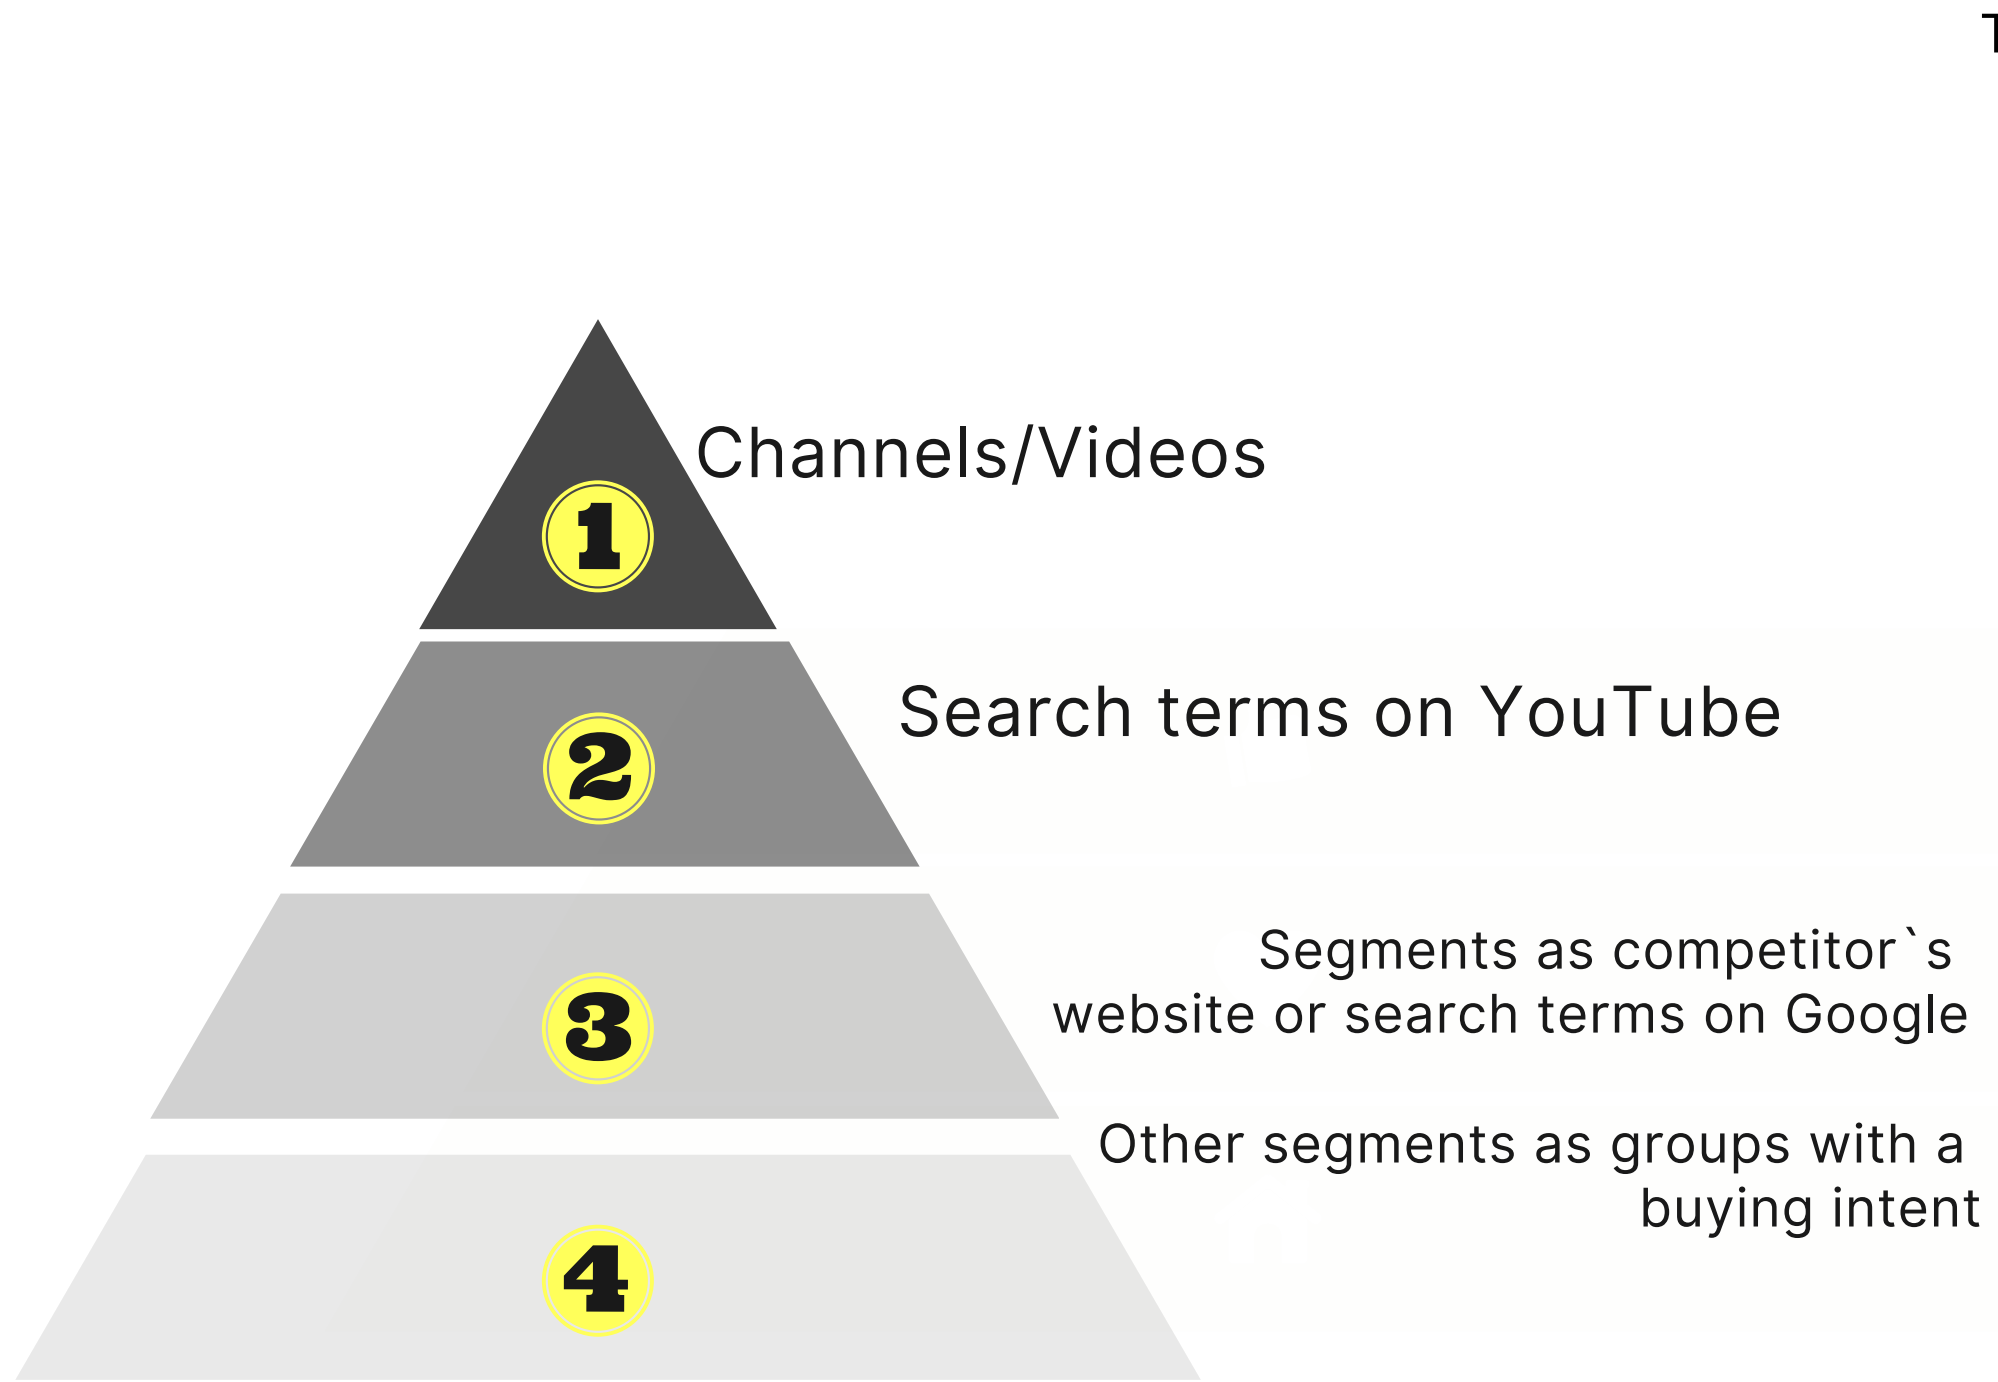 T
Channels/Videos
1
Search terms on YouTube
2
Segments as competitor`s
website or search terms on Google
3
Other segments as groups with a
buying intent
4